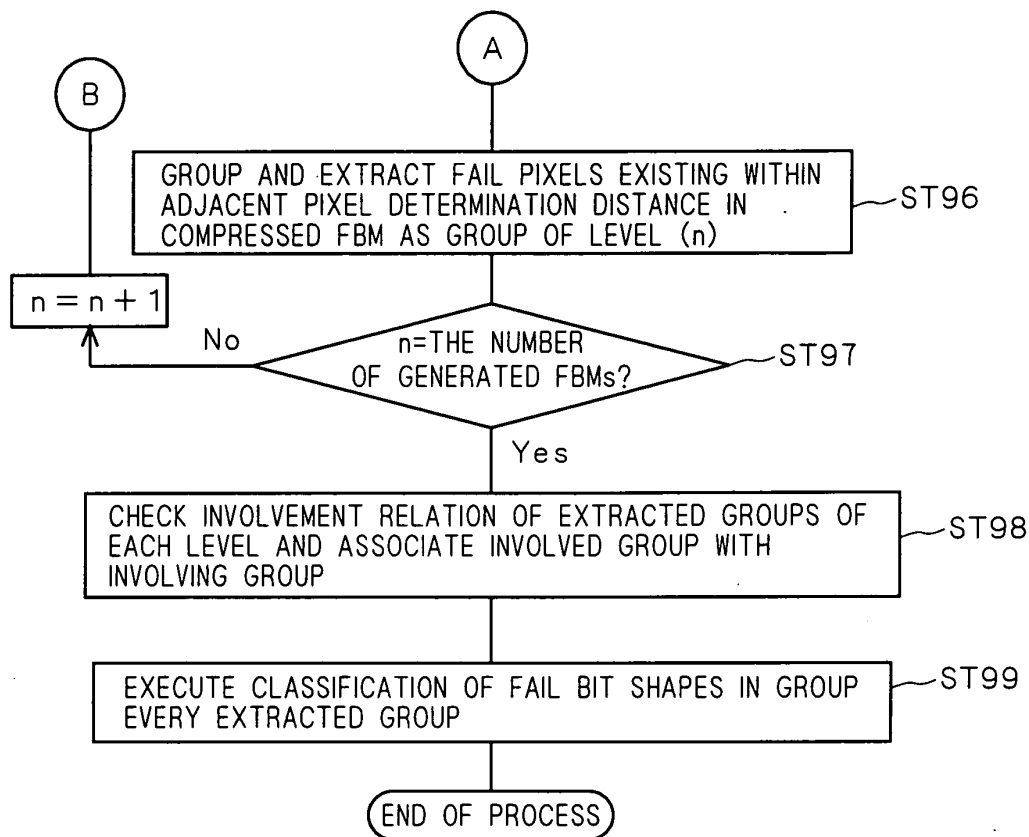 A
B
GROUP AND EXTRACT FAIL PIXELS EXISTING WITHIN
ADJACENT PIXEL DETERMINATION DISTANCE IN
COMPRESSED FBM AS GROUP OF LEVEL (n)
ST96
n = n + 1
No
n=THE NUMBER
OF GENERATED FBMs?
ST97
Yes
CHECK INVOLVEMENT RELATION OF EXTRACTED GROUPS OF
EACH LEVEL AND ASSOCIATE INVOLVED GROUP WITH
INVOLVING GROUP
ST98
EXECUTE CLASSIFICATION OF FAIL BIT SHAPES IN GROUP
EVERY EXTRACTED GROUP
ST99
END OF PROCESS